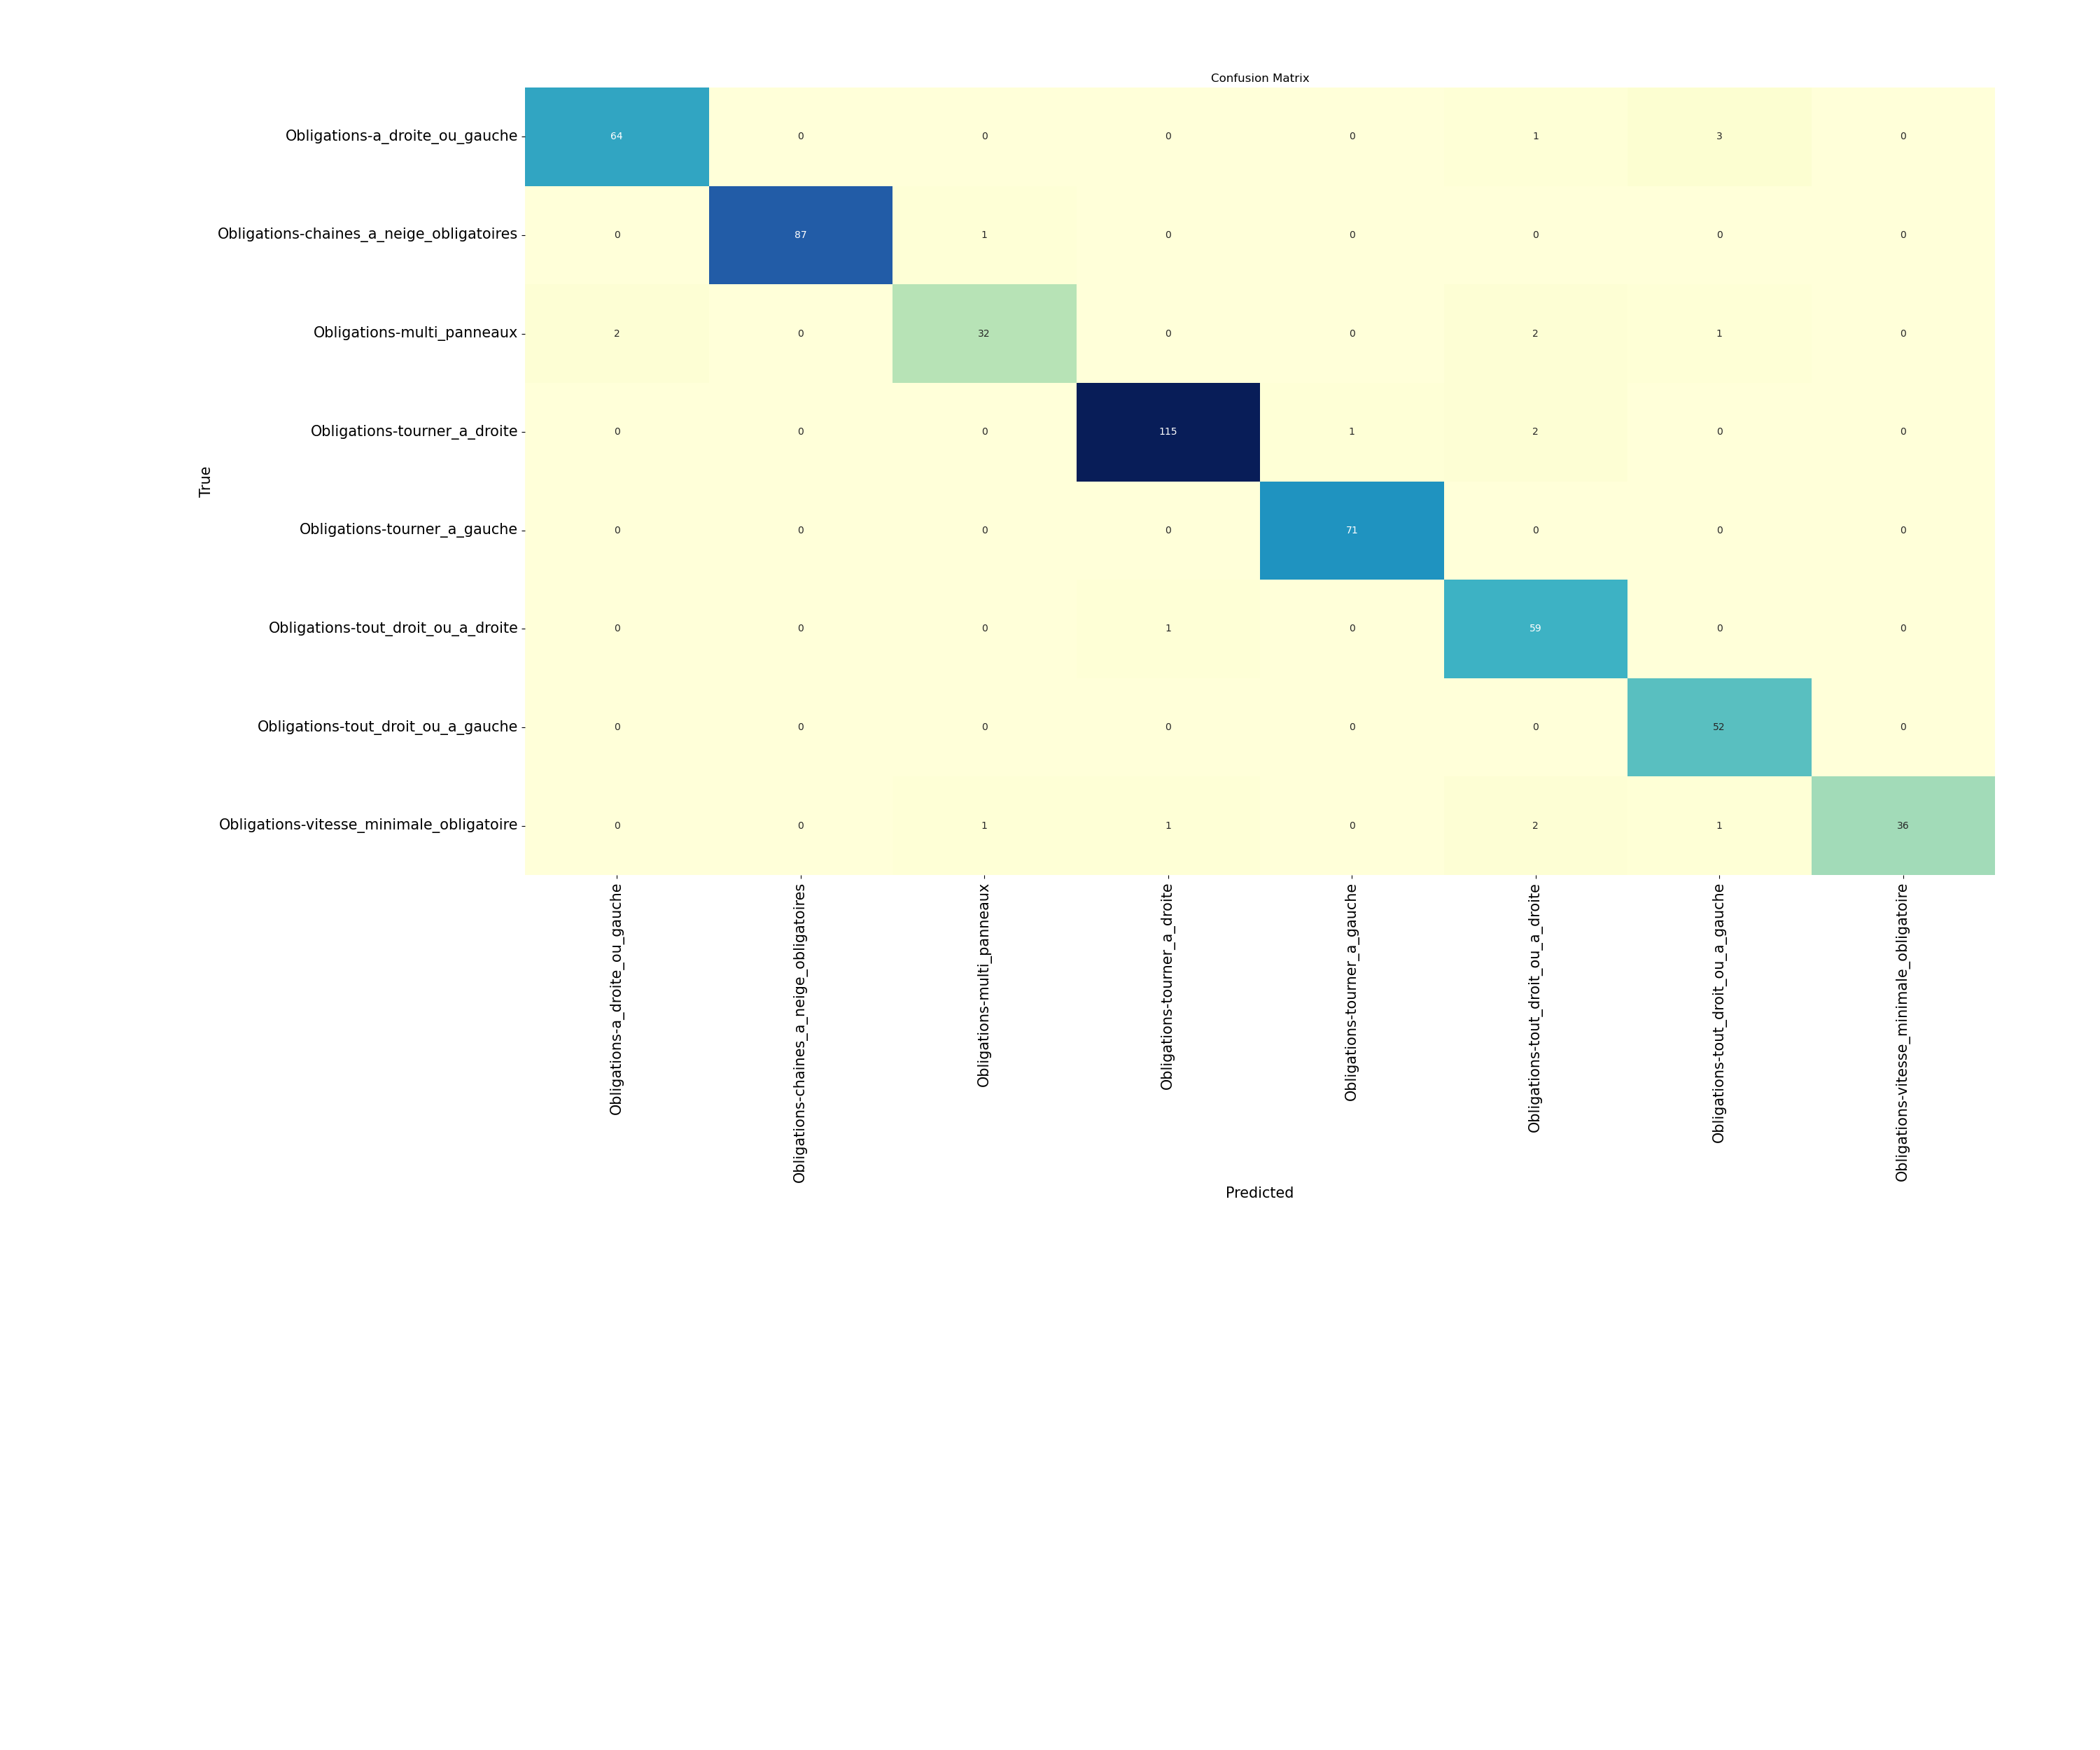 Confusion Matrix
Obligations-a_droite_ou_gauche 64 0 0 0 0 1 3 0
Obligations-chaines_a_neige_obligatoires 0 87 1 0 0 0 0 0
Obligations-multi_panneaux 2 0 32 0 0 2 1 0
Obligations-tourner_a_droite 0 0 0 115 1 2 0 0
True
Obligations-tourner_a_gauche 0 0 0 0 71 0 0 0
Obligations-tout_droit_ou_a_droite 0 0 0 1 0 59 0 0
Obligations-tout_droit_ou_a_gauche 0 0 0 0 0 0 52 0
Obligations-vitesse_minimale_obligatoire 0 0 1 1 0 2 1 36
Obligations-a_droite_ou_gauche
Obligations-chaines_a_neige_obligatoires
Obligations-multi_panneaux
Obligations-tourner_a_droite
Obligations-tourner_a_gauche
Obligations-tout_droit_ou_a_droite
Obligations-tout_droit_ou_a_gauche
Obligations-vitesse_minimale_obligatoire
Predicted